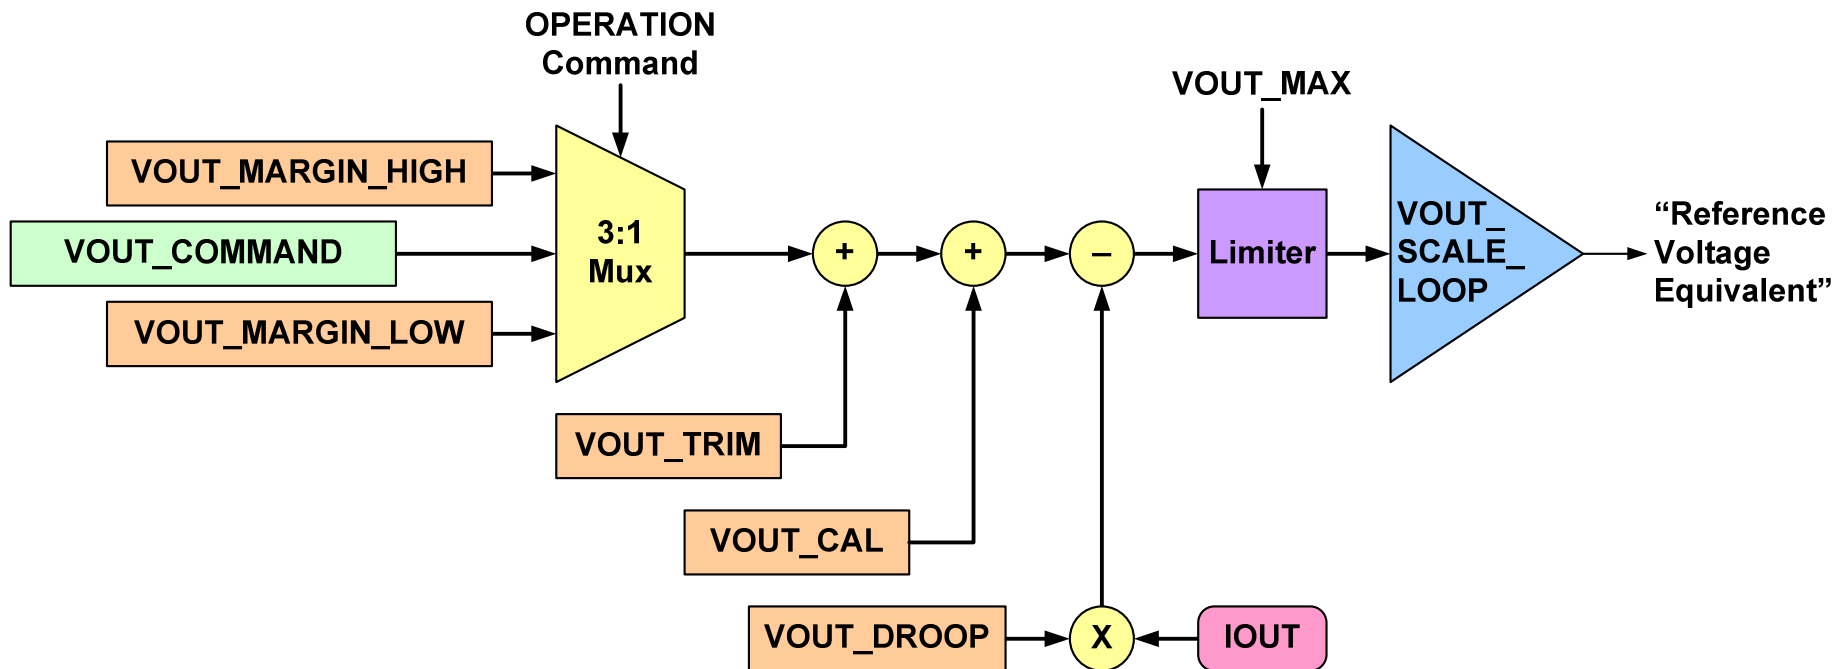 OPERATION
Command
VOUT_MAX
VOUT_MARGIN_HIGH
VOUT_COMMAND
VOUT_MARGIN_LOW
3:1
Mux
+
+
–
Limiter
VOUT_
SCALE_
LOOP
“Reference
Voltage
Equivalent”
VOUT_TRIM
VOUT_CAL
VOUT_DROOP
X
IOUT